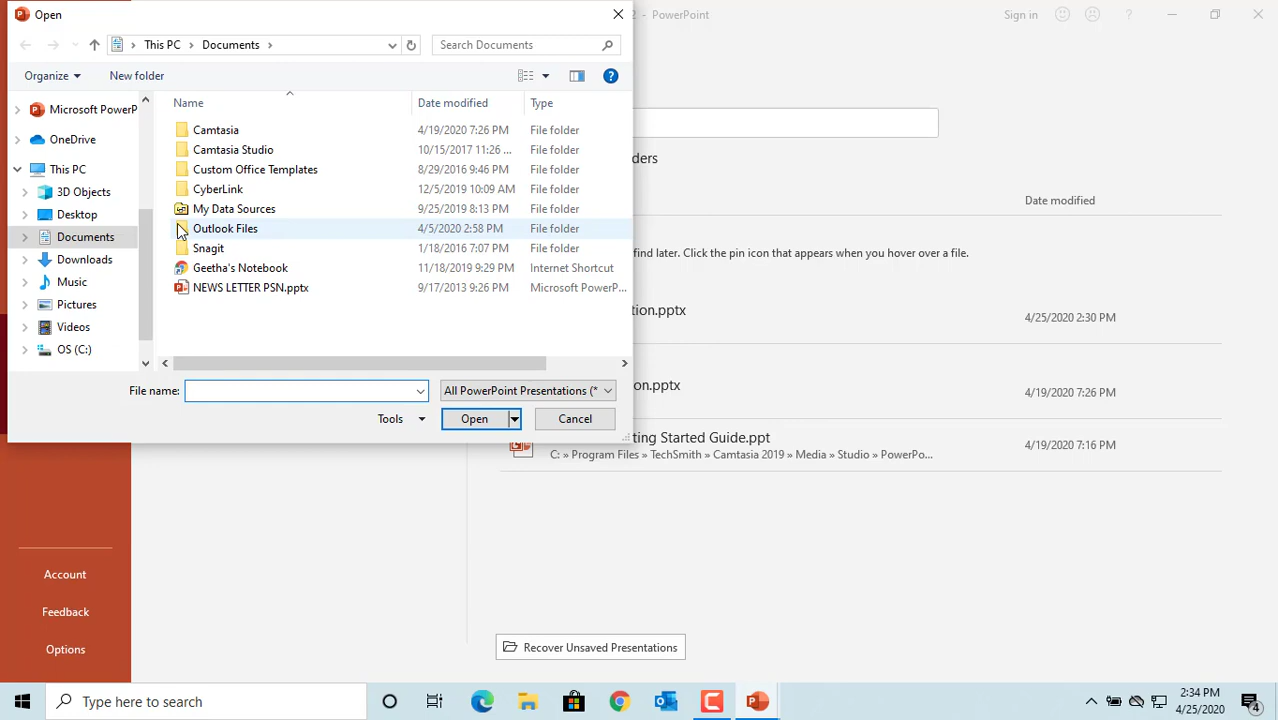 Open
2 - PowerPoint
Sign in
This PC
Documents
Search Documents
Organize
New folder
Name
Date modified
Type
Microsoft PowerP
OneDrive
This PC
3D Objects
Desktop
Documents
Downloads
Music
Pictures
Videos
OS (C:)
Camtasia 4/19/2020 7:26 PM File folder
Camtasia Studio 10/15/2017 11:26 ... File folder
Custom Office Templates 8/29/2016 9:46 PM File folder
CyberLink 12/5/2019 10:09 AM File folder
My Data Sources 9/25/2019 8:13 PM File folder
Outlook Files 4/5/2020 2:58 PM File folder
Snagit 1/18/2016 7:07 PM File folder
Geetha's Notebook 11/18/2019 9:29 PM Internet Shortcut
NEWS LETTER PSN.pptx 9/17/2013 9:26 PM Microsoft PowerP...
File name:
All PowerPoint Presentations (*
Tools
Open
Cancel
ders
Date modified
find later. Click the pin icon that appears when you hover over a file.
tion.pptx
4/25/2020 2:30 PM
on.pptx
4/19/2020 7:26 PM
ting Started Guide.ppt
4/19/2020 7:16 PM
C: » Program Files » TechSmith » Camtasia 2019 » Media » Studio » PowerPo...
Account
Feedback
Options
Recover Unsaved Presentations
Type here to search
2:34 PM
4/25/2020
4